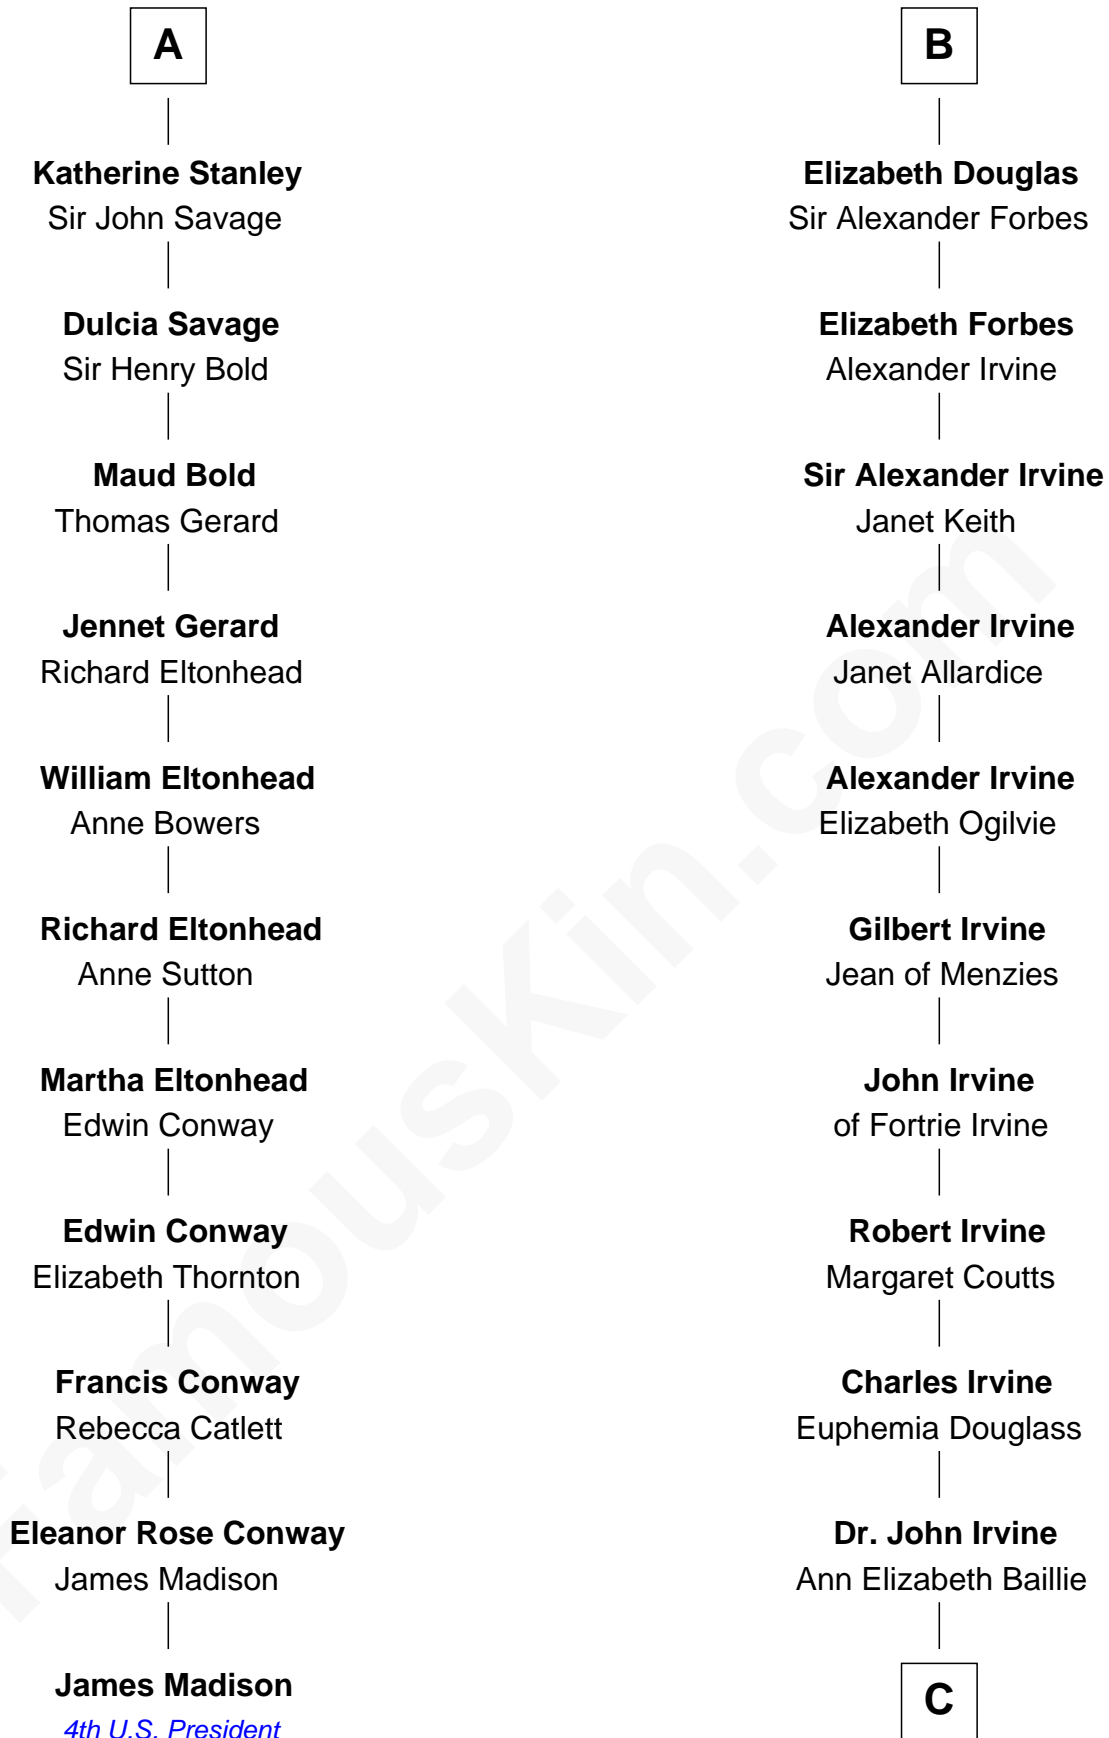 A
Katherine Stanley
Sir John Savage
Dulcia Savage
Sir Henry Bold
Maud Bold
Thomas Gerard
Jennet Gerard
Richard Eltonhead
William Eltonhead
Anne Bowers
Richard Eltonhead
Anne Sutton
Martha Eltonhead
Edwin Conway
Edwin Conway
Elizabeth Thornton
Francis Conway
Rebecca Catlett
Eleanor Rose Conway
James Madison
James Madison
4th U.S. President
B
Elizabeth Douglas
Sir Alexander Forbes
Elizabeth Forbes
Alexander Irvine
Sir Alexander Irvine
Janet Keith
Alexander Irvine
Janet Allardice
Alexander Irvine
Elizabeth Ogilvie
Gilbert Irvine
Jean of Menzies
John Irvine
of Fortrie Irvine
Robert Irvine
Margaret Coutts
Charles Irvine
Euphemia Douglass
Dr. John Irvine
Ann Elizabeth Baillie
C
FamousKin.com